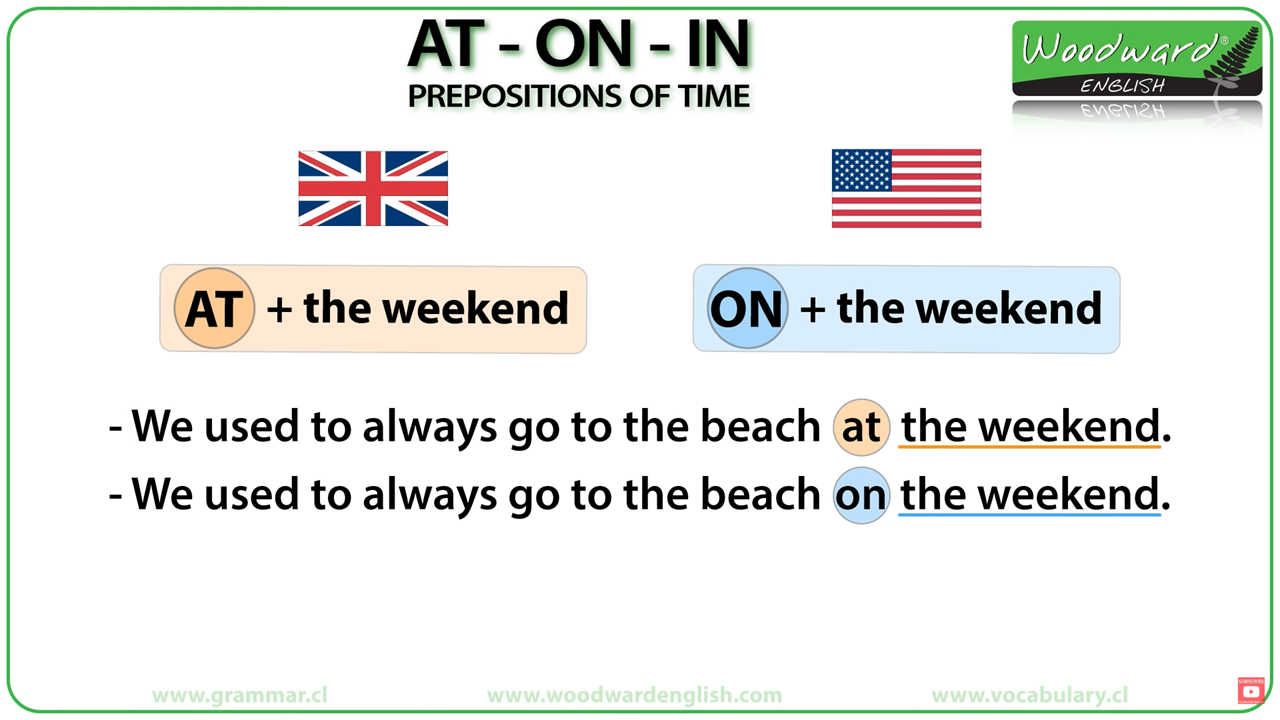 AT - ON - IN
PREPOSITIONS OF TIME
Woodward®
ENGLISH
AT + the weekend
ON + the weekend
- We used to always go to the beach at the weekend.
- We used to always go to the beach on the weekend.
www.grammar.cl
www.woodwardenglish.com
www.vocabulary.cl
SUBSCRIBE